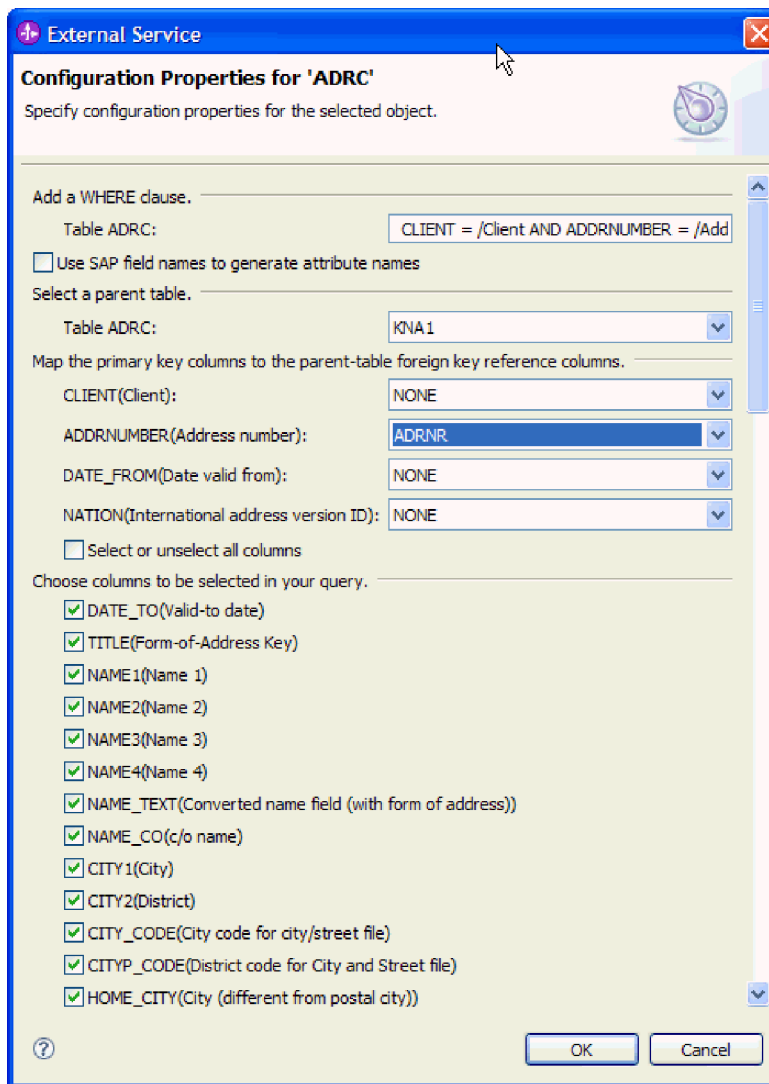 External Service
Configuration Properties for 'ADRC'
Specify configuration properties for the selected object.
Add a WHERE clause.
Table ADRC: CLIENT = /Client AND ADDRNUMBER = /Add
Use SAP field names to generate attribute names
Select a parent table.
Table ADRC: KNA1
Map the primary key columns to the parent-table foreign key reference columns.
CLIENT(Client): NONE
ADDRNUMBER(Address number): ADRNR
DATE_FROM(Date valid from): NONE
NATION(International address version ID): NONE
Select or unselect all columns
Choose columns to be selected in your query.
DATE_TO(Valid-to date)
TITLE(Form-of-Address Key)
NAME1(Name 1)
NAME2(Name 2)
NAME3(Name 3)
NAME4(Name 4)
NAME_TEXT(Converted name field (with form of address))
NAME_CO(c/o name)
CITY1(City)
CITY2(District)
CITY_CODE(City code for city/street file)
CITYP_CODE(District code for City and Street file)
HOME_CITY(City (different from postal city))
? OK Cancel